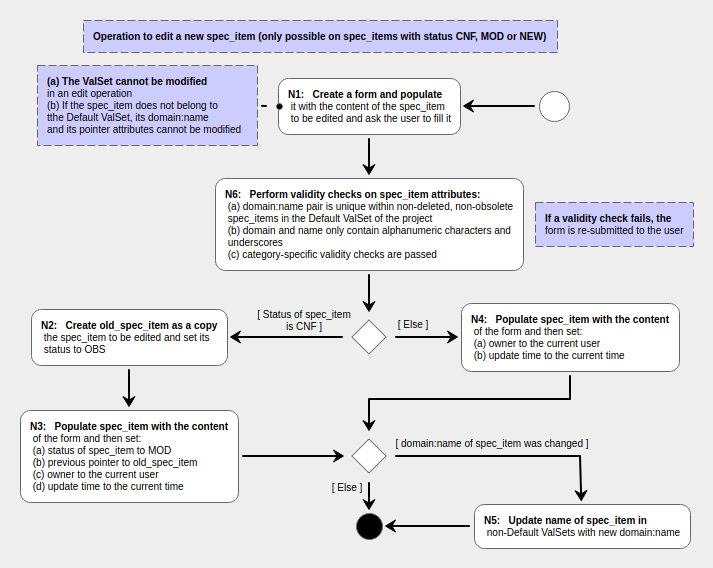 Operation to edit a new spec_item (only possible on spec_items with status CNF, MOD or NEW)
(a) The ValSet cannot be modified
in an edit operation
(b) If the spec_item does not belong to
tthe Default ValSet, its domain:name
and its pointer attributes cannot be modified
N1: Create a form and populate
it with the content of the spec_item
to be edited and ask the user to fill it
N6: Perform validity checks on spec_item attributes:
(a) domain:name pair is unique within non-deleted, non-obsolete
spec_items in the Default ValSet of the project
(b) domain and name only contain alphanumeric characters and
underscores
(c) category-specific validity checks are passed
If a validity check fails, the
form is re-submitted to the user
[ Status of spec_item
is CNF ]
[ Else ]
N2: Create old_spec_item as a copy
the spec_item to be edited and set its
status to OBS
N4: Populate spec_item with the content
of the form and then set:
(a) owner to the current user
(b) update time to the current time
N3: Populate spec_item with the content
of the form and then set:
(a) status of spec_item to MOD
(b) previous pointer to old_spec_item
(c) owner to the current user
(d) update time to the current time
[ domain:name of spec_item was changed ]
[ Else ]
N5: Update name of spec_item in
non-Default ValSets with new domain:name